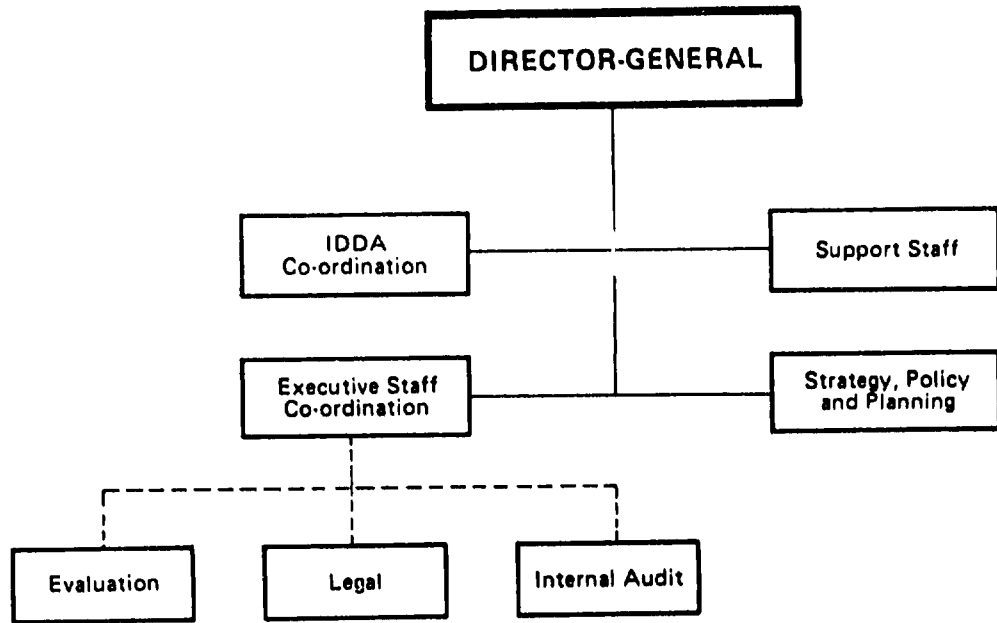 DIRECTOR-GENERAL
IDDA
Co-ordination
Support Staff
Executive Staff
Co-ordination
Strategy, Policy
and Planning
Evaluation
Legal
Internal Audit